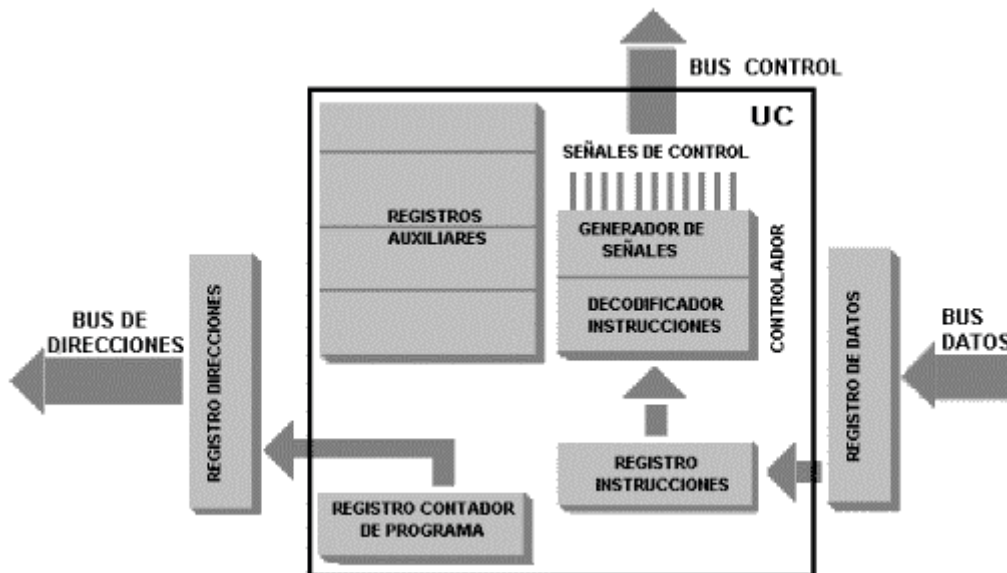 BUS CONTROL
UC
SEÑALES DE CONTROL
REGISTROS
AUXILIARES
GENERADOR DE
SEÑALES
DECODIFICADOR
INSTRUCCIONES
CONTROLADOR
BUS DE
DIRECCIONES
REGISTRO DIRECCIONES
REGISTRO DE DATOS
BUS
DATOS
REGISTRO
INSTRUCCIONES
REGISTRO CONTADOR
DE PROGRAMA